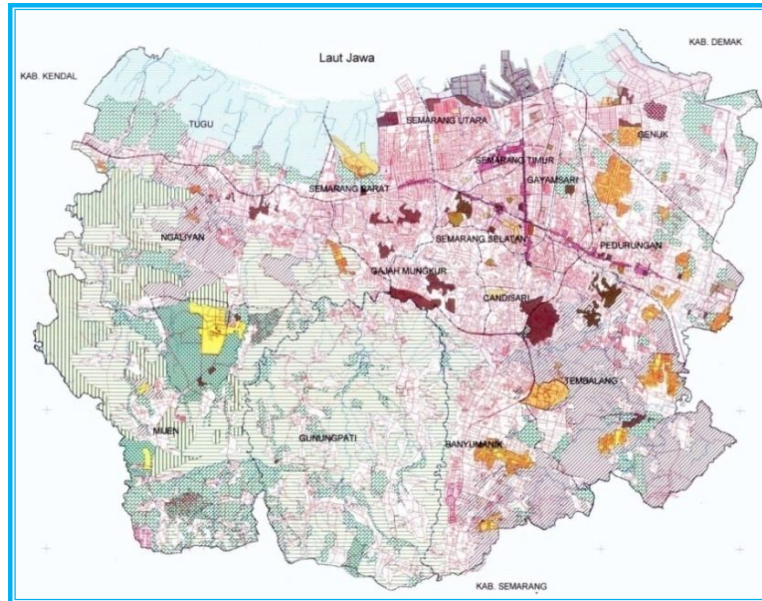 Laut Jawa
KAB. DEMAK
KAB. KENDAL
TUGU
SEMARANG UTARA
GENUK
SEMARANG TIMUR
GAYAMSARI
SEMARANG BARAT
NGALIYAN
SEMARANG SELATAN
PEDURUNGAN
GAJAH MUNGKUR
CANDISARI
TEMBALANG
MIJEN
GUNUNGPATI
BANYUMANIK
KAB. SEMARANG